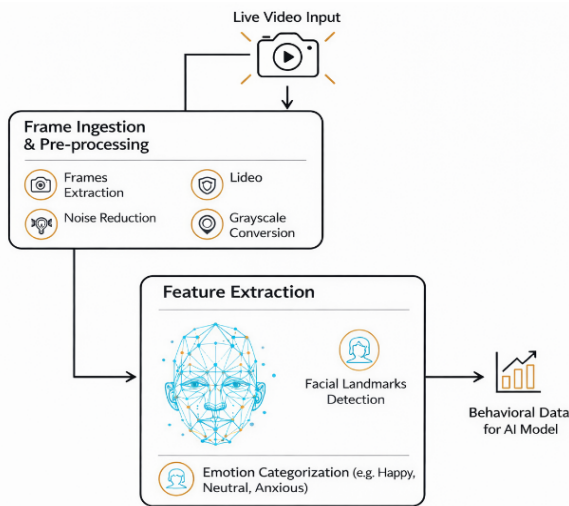 Live Video Input
Frame Ingestion
& Pre-processing
Frames
Extraction
Lideo
Noise Reduction
Grayscale
Conversion
Feature Extraction
Facial Landmarks
Detection
Emotion Categorization (e.g. Happy,
Neutral, Anxious)
Behavioral Data
for AI Model